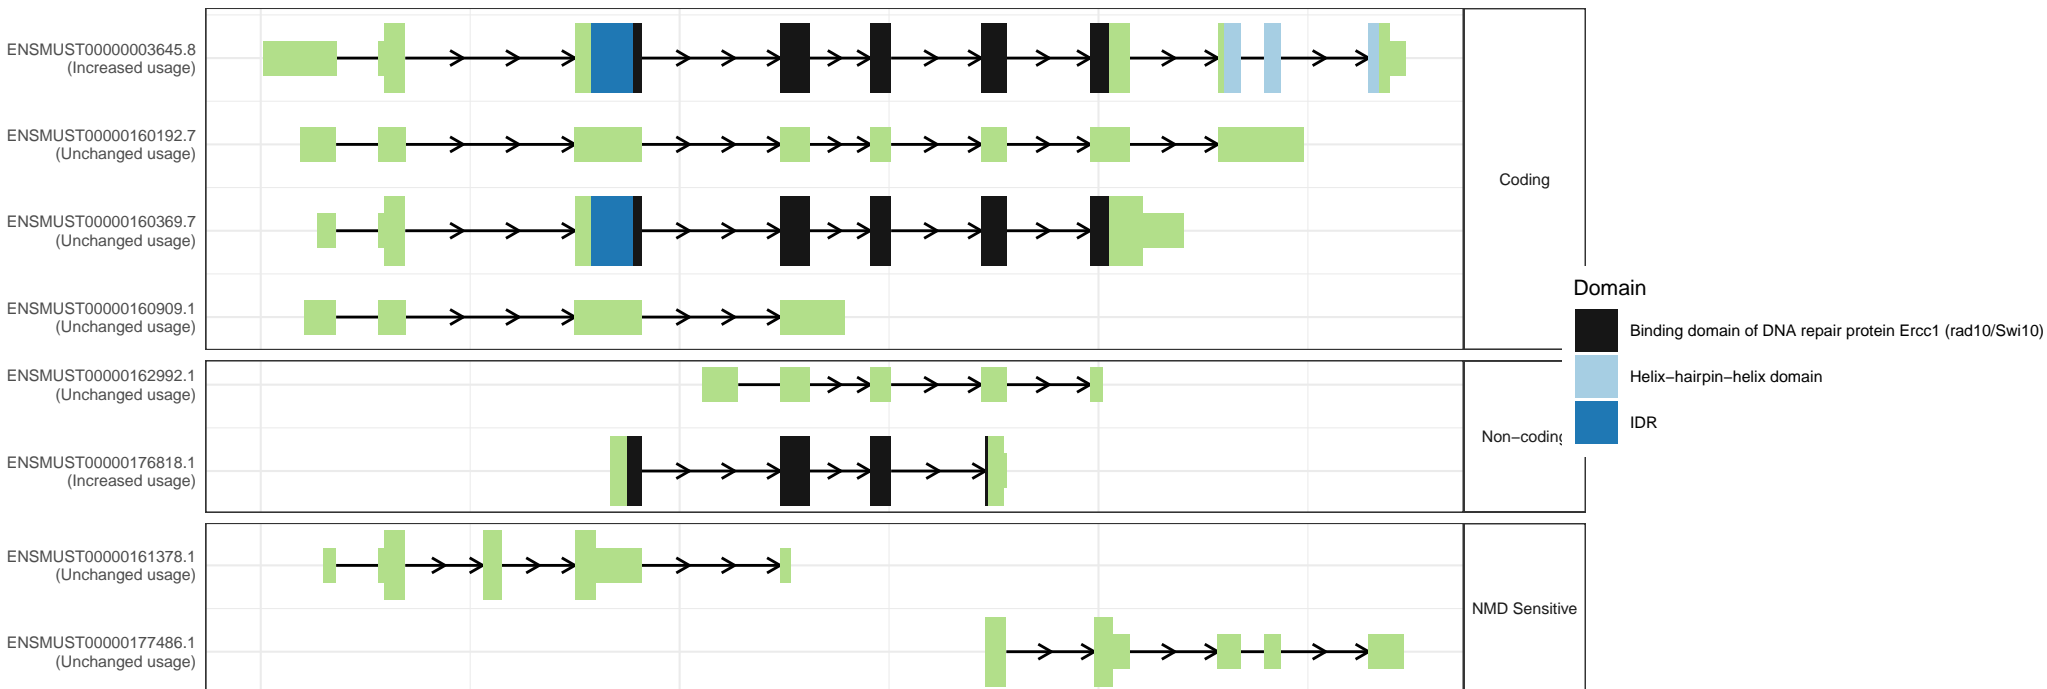 ENSMUST00000003645.8
(Increased usage)
ENSMUST00000160192.7
(Unchanged usage)
ENSMUST00000160369.7
(Unchanged usage)
ENSMUST00000160909.1
(Unchanged usage)
Coding
ENSMUST00000162992.1
(Unchanged usage)
ENSMUST00000176818.1
(Increased usage)
Non−coding
ENSMUST00000161378.1
(Unchanged usage)
ENSMUST00000177486.1
(Unchanged usage)
NMD Sensitive
Domain
Binding domain of DNA repair protein Ercc1 (rad10/Swi10)
Helix−hairpin−helix domain
IDR